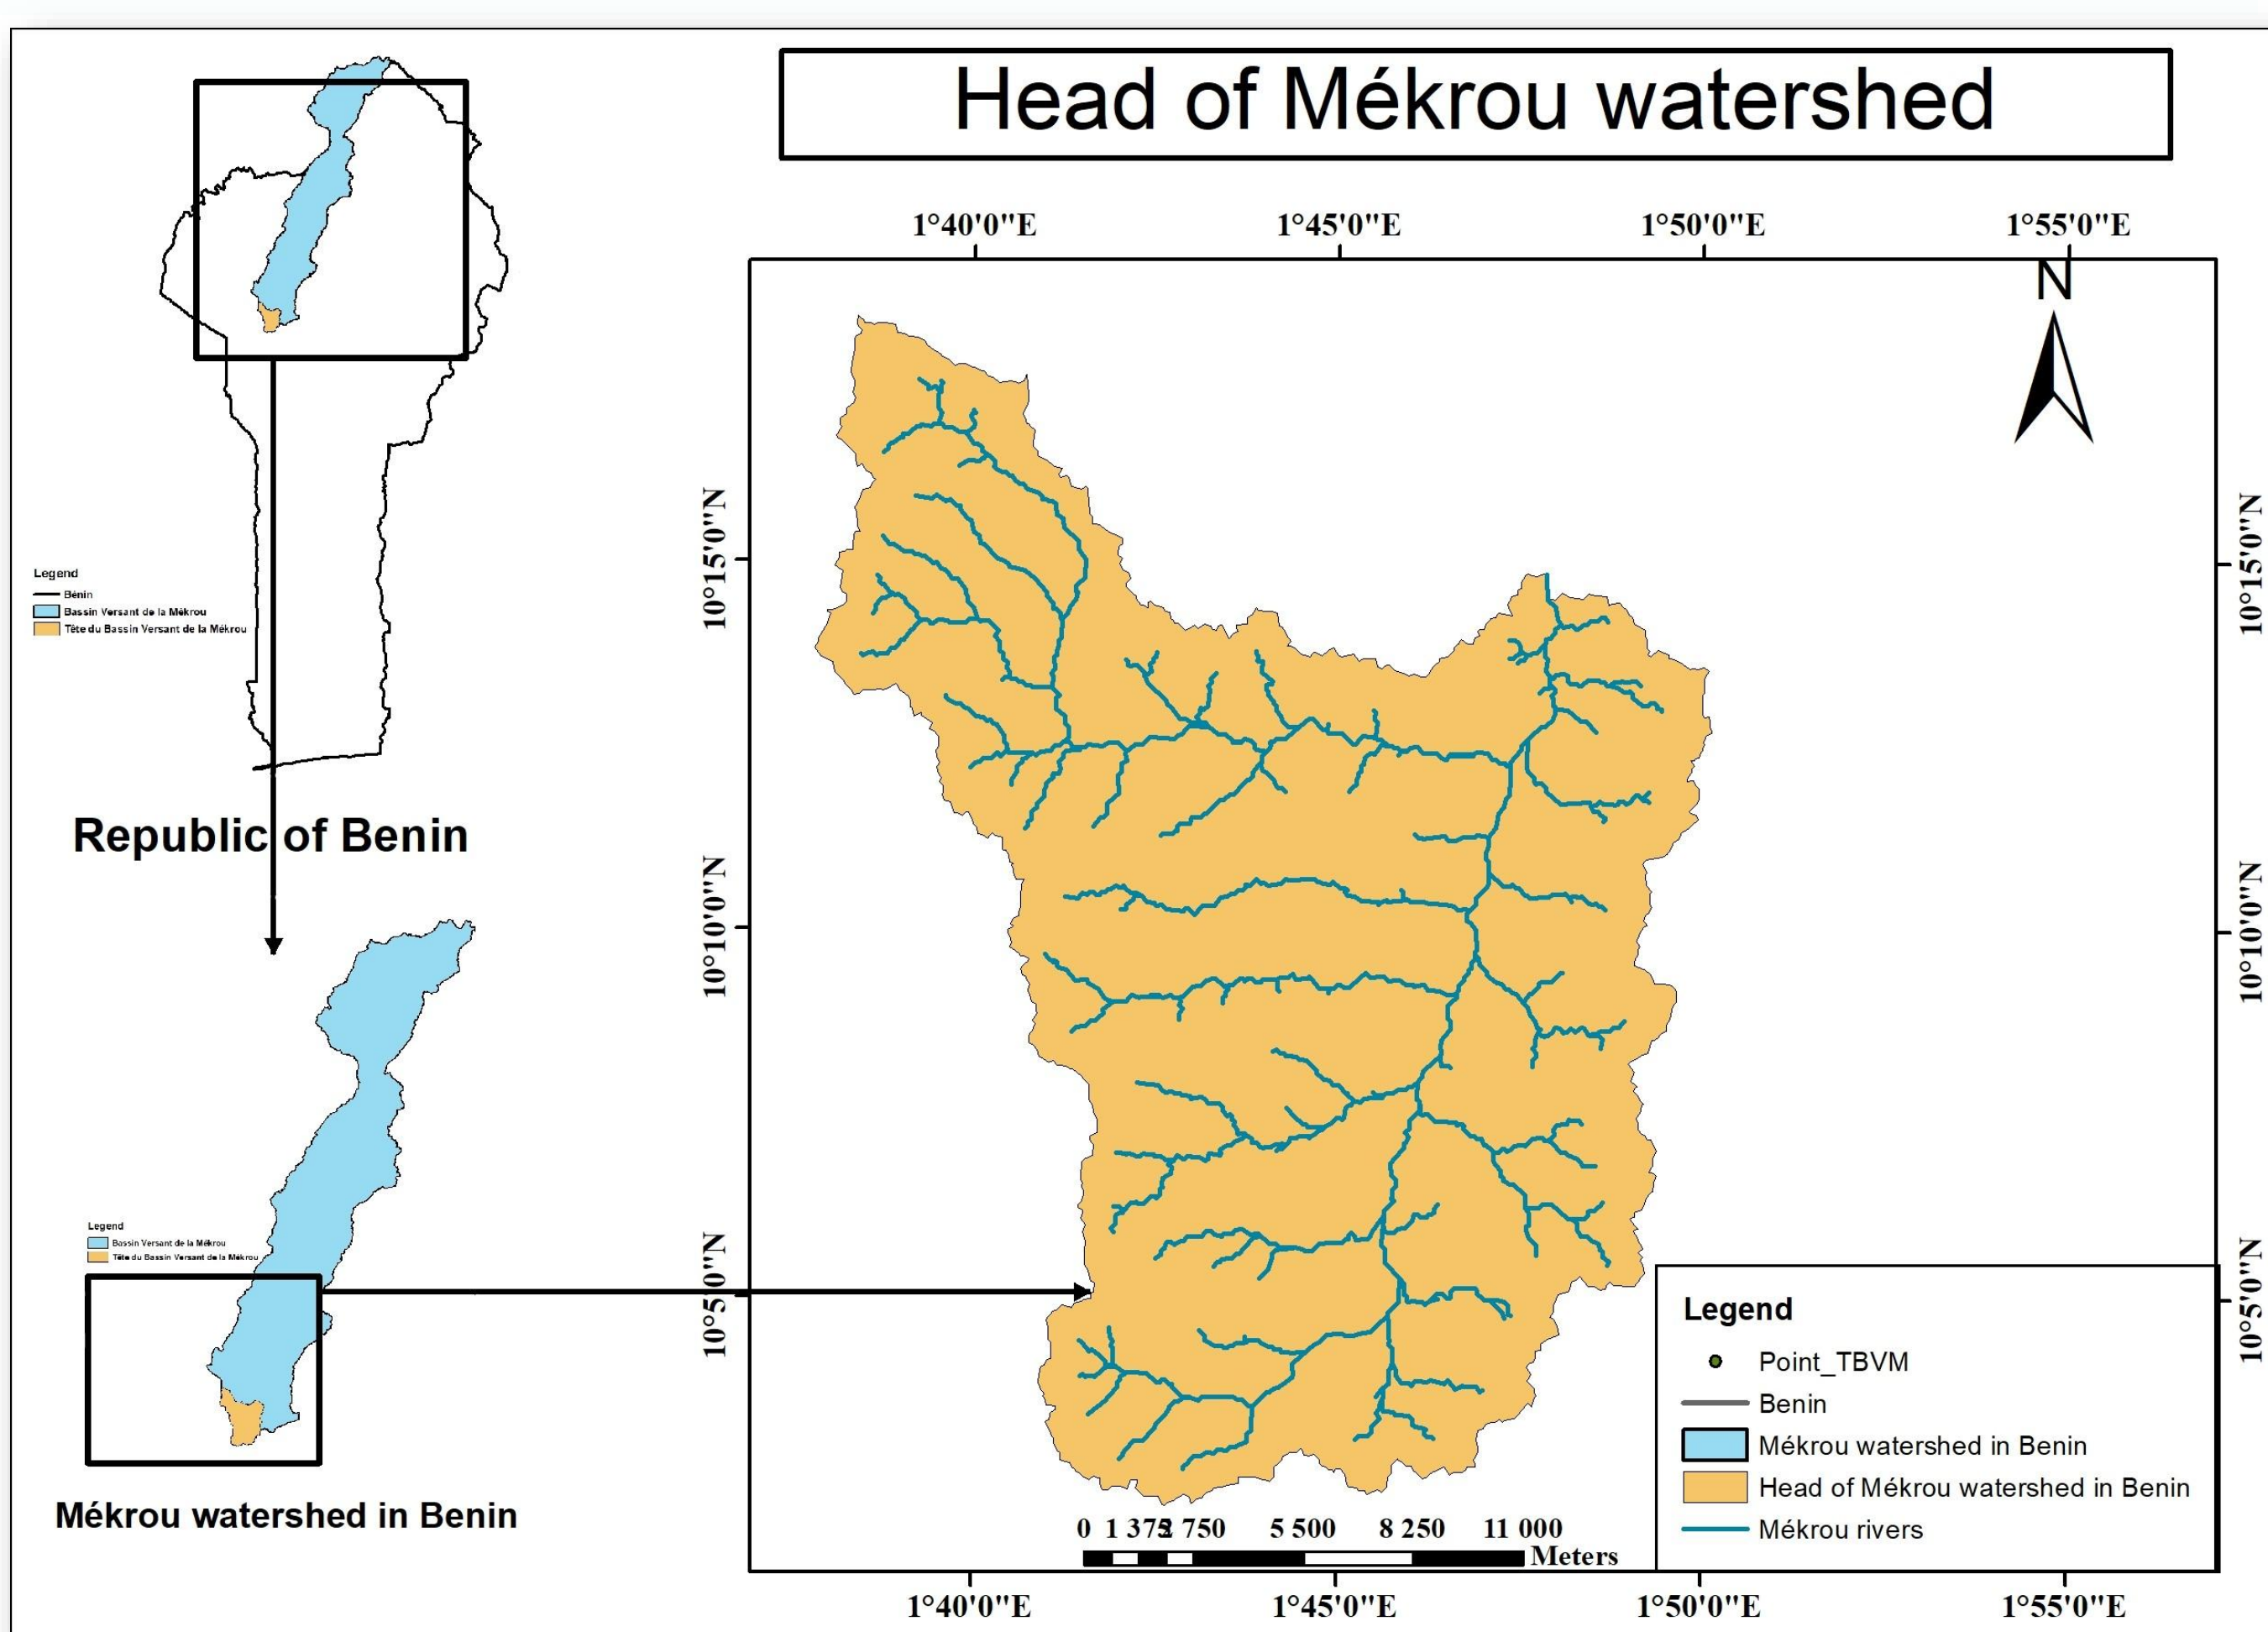 Head of Mékrou watershed
1°40'0"E 1°45'0"E 1°50'0"E 1°55'0"E
N
10°15'0"N 10°15'0"N
10°10'0"N 10°10'0"N
10°5'0"N 10°5'0"N
Legend
Bénin
Bassin Versant de la Mékrou
Tête du Bassin Versant de la Mékrou
Republic of Benin
Legend
Bassin Versant de la Mékrou
Tête du Bassin Versant de la Mékrou
Mékrou watershed in Benin
Legend
Point_TBVM
Benin
Mékrou watershed in Benin
Head of Mékrou watershed in Benin
Mékrou rivers
0 1 375 2 750 5 500 8 250 11 000
Meters
1°40'0"E 1°45'0"E 1°50'0"E 1°55'0"E